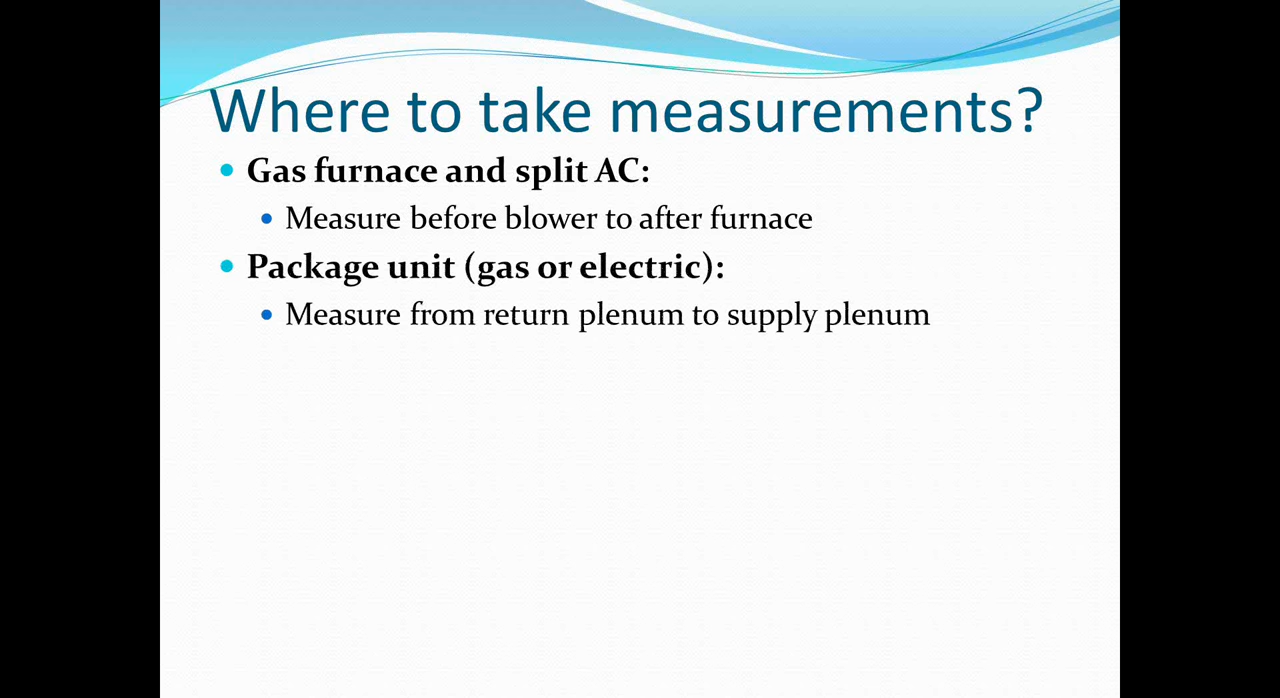 Where to take measurements?
Gas furnace and split AC:
Measure before blower to after furnace
Package unit (gas or electric):
Measure from return plenum to supply plenum